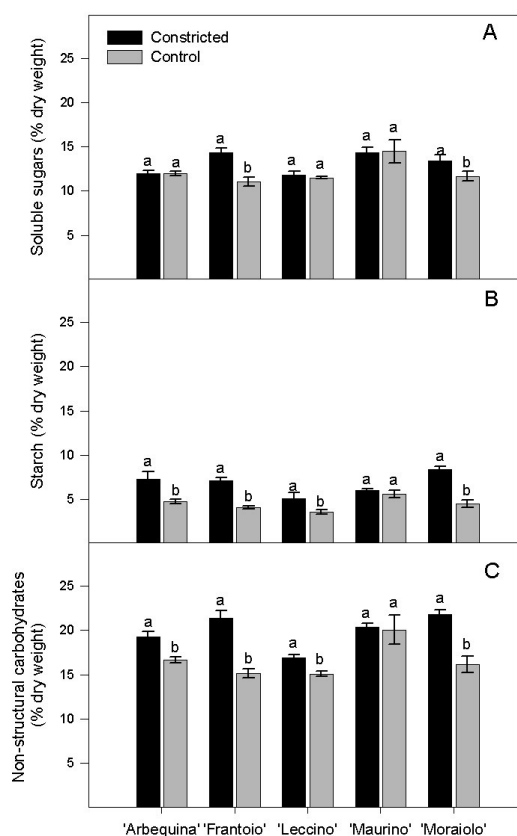 A
Constricted
Control
Soluble sugars (% dry weight)
25
20
15
10
5
a a a b a a a a a b
B
Starch (% dry weight)
25
20
15
10
5
a b a b a b a a a b
C
Non-structural carbohydrates
(% dry weight)
25
20
15
10
5
a b a b a b a a a b
'Arbequina' 'Frantoio' 'Leccino' 'Maurino' 'Moraiolo'